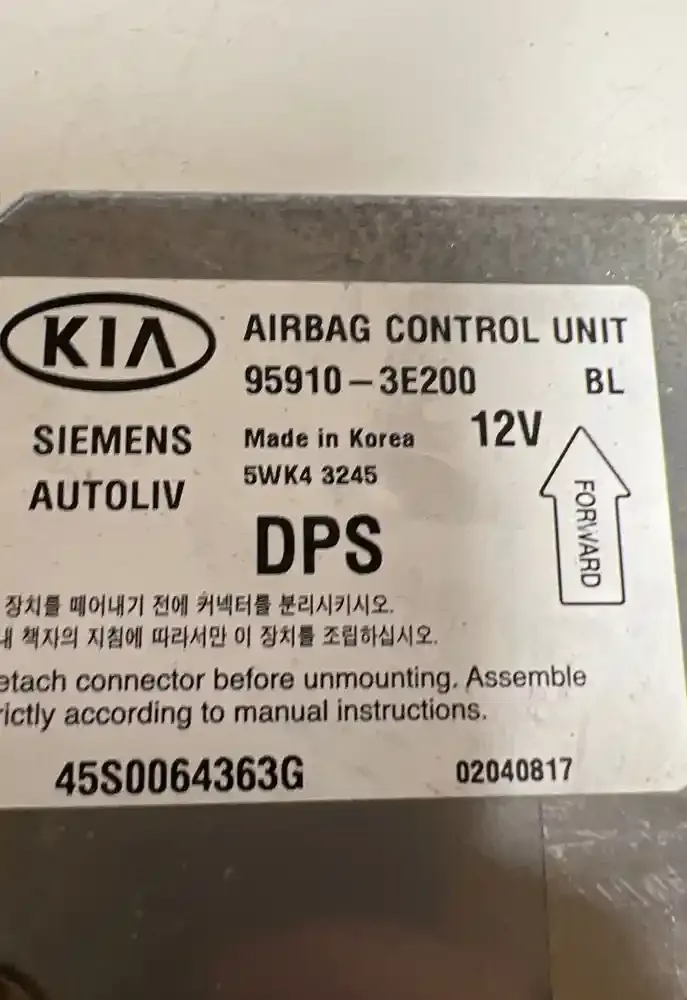 KIA AIRBAG CONTROL UNIT
95910-3E200 BL
SIEMENS Made in Korea 12V
AUTOLIV 5WK4 3245
FORWARD
DPS
장치를 떼어내기 전에 커넥터를 분리시키시오.
책자의 지침에 따라서만 이 장치를 조립하십시오.
etach connector before unmounting. Assemble
rictly according to manual instructions.
45S0064363G 02040817